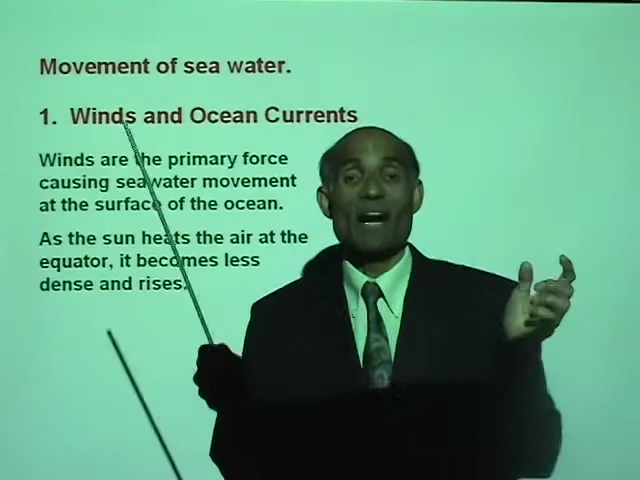 Movement of sea water.
1. Winds and Ocean Currents
Winds are the primary force
causing seawater movement
at the surface of the ocean.
As the sun heats the air at the
equator, it becomes less
dense and rises.